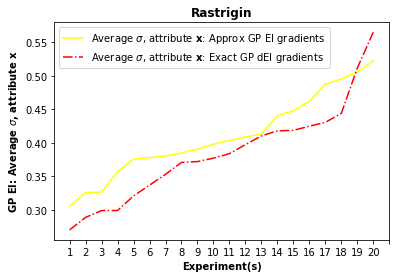 Rastrigin
Average σ, attribute x: Approx GP EI gradients
Average σ, attribute x: Exact GP dEI gradients
GP EI: Average σ, attribute x
0.55
0.50
0.45
0.40
0.35
0.30
1 2 3 4 5 6 7 8 9 10 11 12 13 14 15 16 17 18 19 20
Experiment(s)